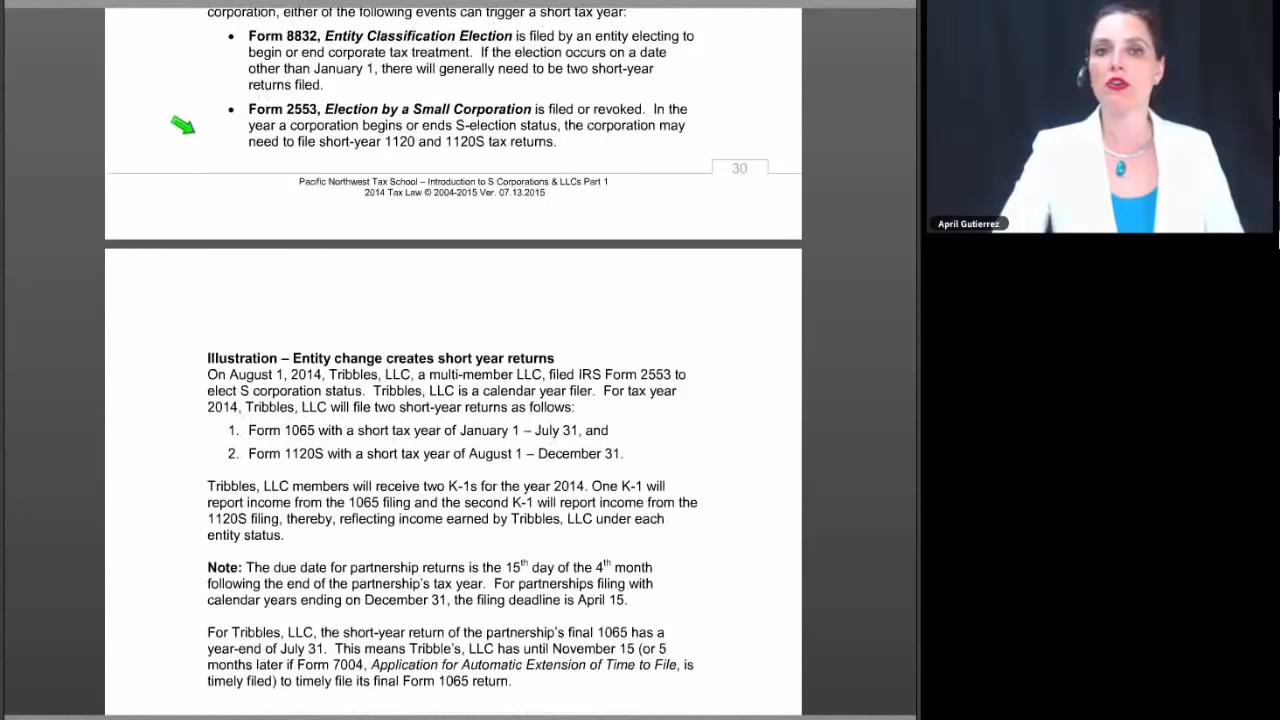 corporation, either of the following events can trigger a short tax year:
• Form 8832, Entity Classification Election is filed by an entity electing to
begin or end corporate tax treatment. If the election occurs on a date
other than January 1, there will generally need to be two short-year
returns filed.
• Form 2553, Election by a Small Corporation is filed or revoked. In the
year a corporation begins or ends S-election status, the corporation may
need to file short-year 1120 and 1120S tax returns.
30
Pacific Northwest Tax School – Introduction to S Corporations & LLCs Part 1
2014 Tax Law © 2004-2015 Ver. 07.13.2015
April Gutierrez
Illustration – Entity change creates short year returns
On August 1, 2014, Tribbles, LLC, a multi-member LLC, filed IRS Form 2553 to
elect S corporation status. Tribbles, LLC is a calendar year filer. For tax year
2014, Tribbles, LLC will file two short-year returns as follows:
1. Form 1065 with a short tax year of January 1 – July 31, and
2. Form 1120S with a short tax year of August 1 – December 31.
Tribbles, LLC members will receive two K-1s for the year 2014. One K-1 will
report income from the 1065 filing and the second K-1 will report income from the
1120S filing, thereby, reflecting income earned by Tribbles, LLC under each
entity status.
Note: The due date for partnership returns is the 15th day of the 4th month
following the end of the partnership's tax year. For partnerships filing with
calendar years ending on December 31, the filing deadline is April 15.
For Tribbles, LLC, the short-year return of the partnership's final 1065 has a
year-end of July 31. This means Tribble's, LLC has until November 15 (or 5
months later if Form 7004, Application for Automatic Extension of Time to File, is
timely filed) to timely file its final Form 1065 return.